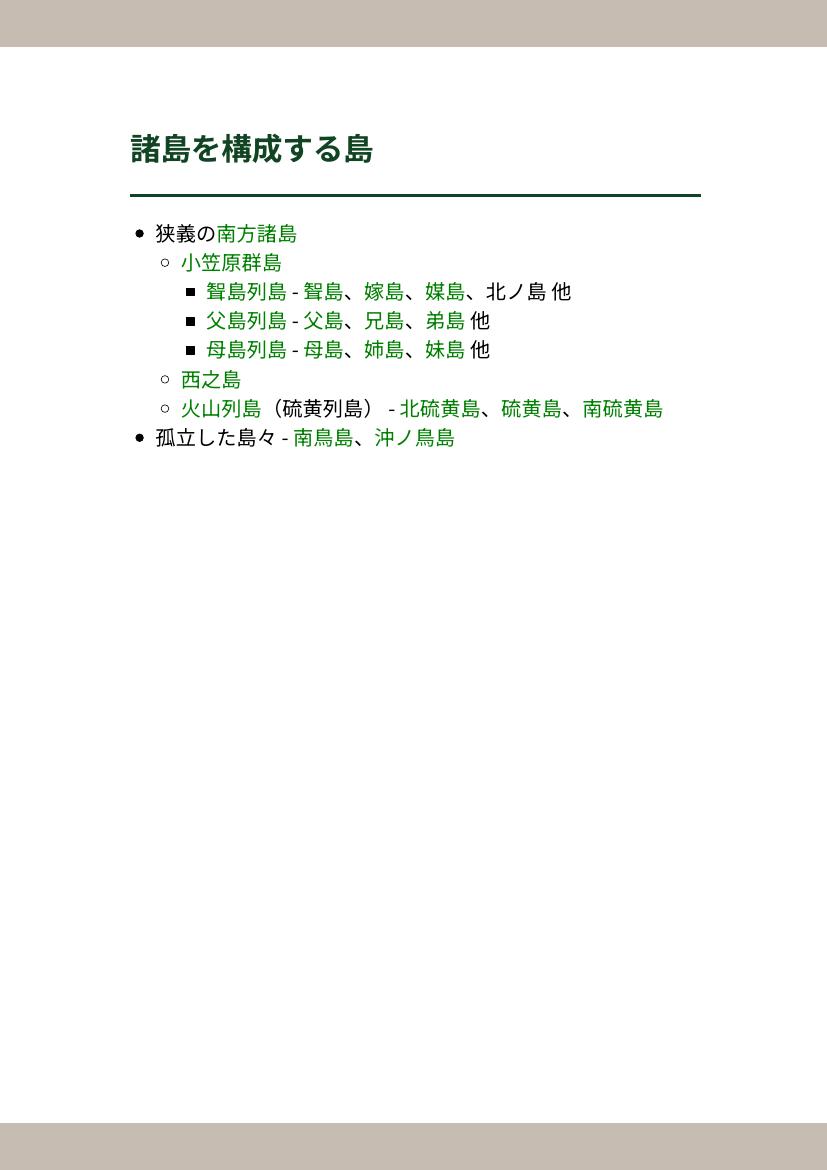 諸島を構成する島
狭義の南方諸島
小笠原群島
聟島列島 - 聟島、嫁島、媒島、北ノ島 他
父島列島 - 父島、兄島、弟島 他
母島列島 - 母島、姉島、妹島 他
西之島
火山列島（硫黄列島） - 北硫黄島、硫黄島、南硫黄島
孤立した島々 - 南鳥島、沖ノ鳥島